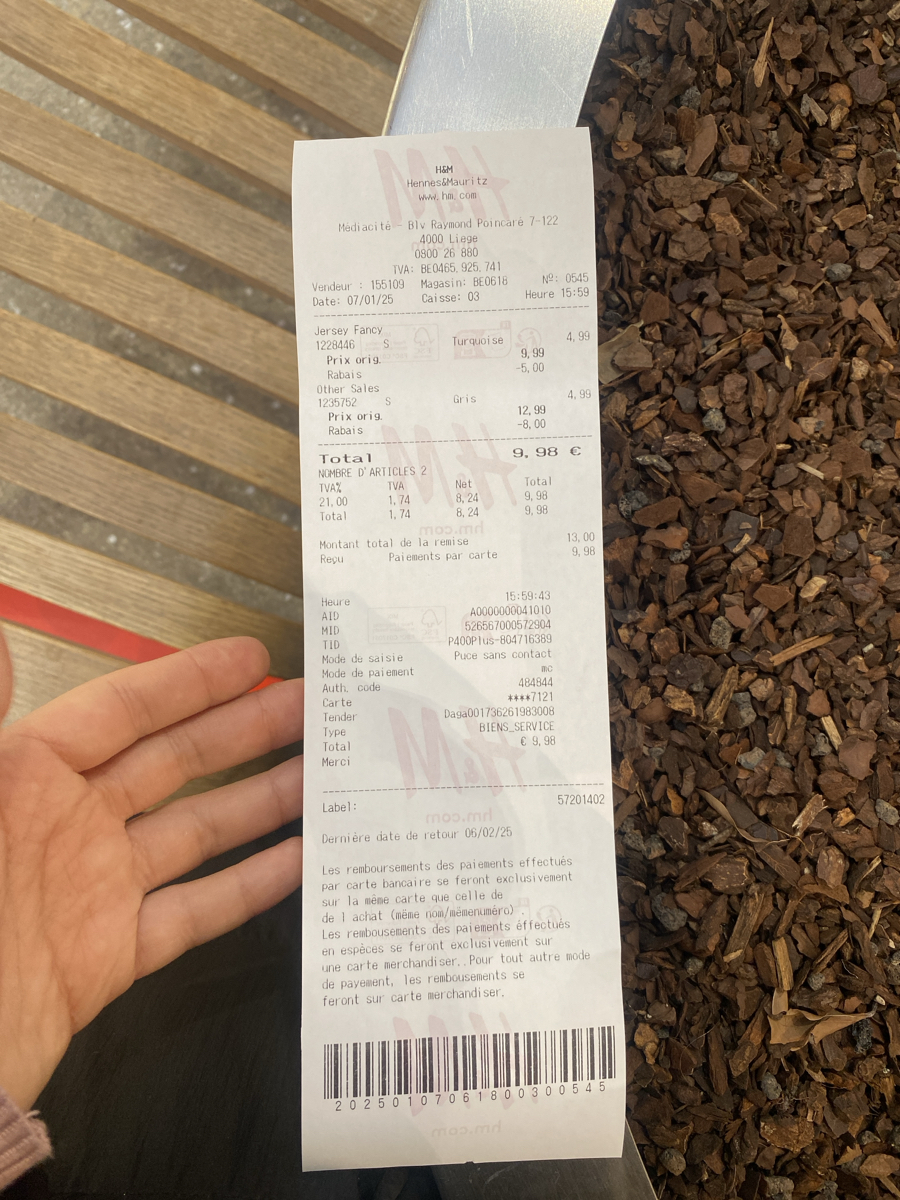 H&M
Hennes&Mauritz
www.hm.com
Médiacité - Blv Raymond Poincaré 7-122
4000 Liege
0800 26 880
TVA: BE0465.925.741
Vendeur : 155109 Magasin: BE0618 Nº: 0545
Date: 07/01/25 Caisse: 03 Heure 15:59
Jersey Fancy
1228446 S Turquoise 4,99
Prix orig. 9,99
Rabais -5,00
Other Sales
1235752 S Gris 4,99
Prix orig. 12,99
Rabais -8,00
Total 9,98 €
NOMBRE D'ARTICLES 2
TVA% TVA Net Total
21,00 1,74 8,24 9,98
Total 1,74 8,24 9,98
Montant total de la remise 13,00
Reçu Paiements par carte 9,98
Heure 15:59:43
AID A0000000041010
MID 526567000572904
TID P400Plus-804716389
Mode de saisie Puce sans contact
Mode de paiement mc
Auth. code 484844
Carte ****7121
Tender Daga001736261983008
Type BIENS_SERVICE
Total € 9,98
Merci
Label: 57201402
Dernière date de retour 06/02/25
Les remboursements des paiements effectués
par carte bancaire se feront exclusivement
sur la même carte que celle de
de l achat (même nom/mêmenuméro) .
Les rembousements des paiements éffectués
en espèces se feront exclusivement sur
une carte merchandiser..Pour tout autre mode
de payement, les rembousements se
feront sur carte merchandiser.
20250107061800300545